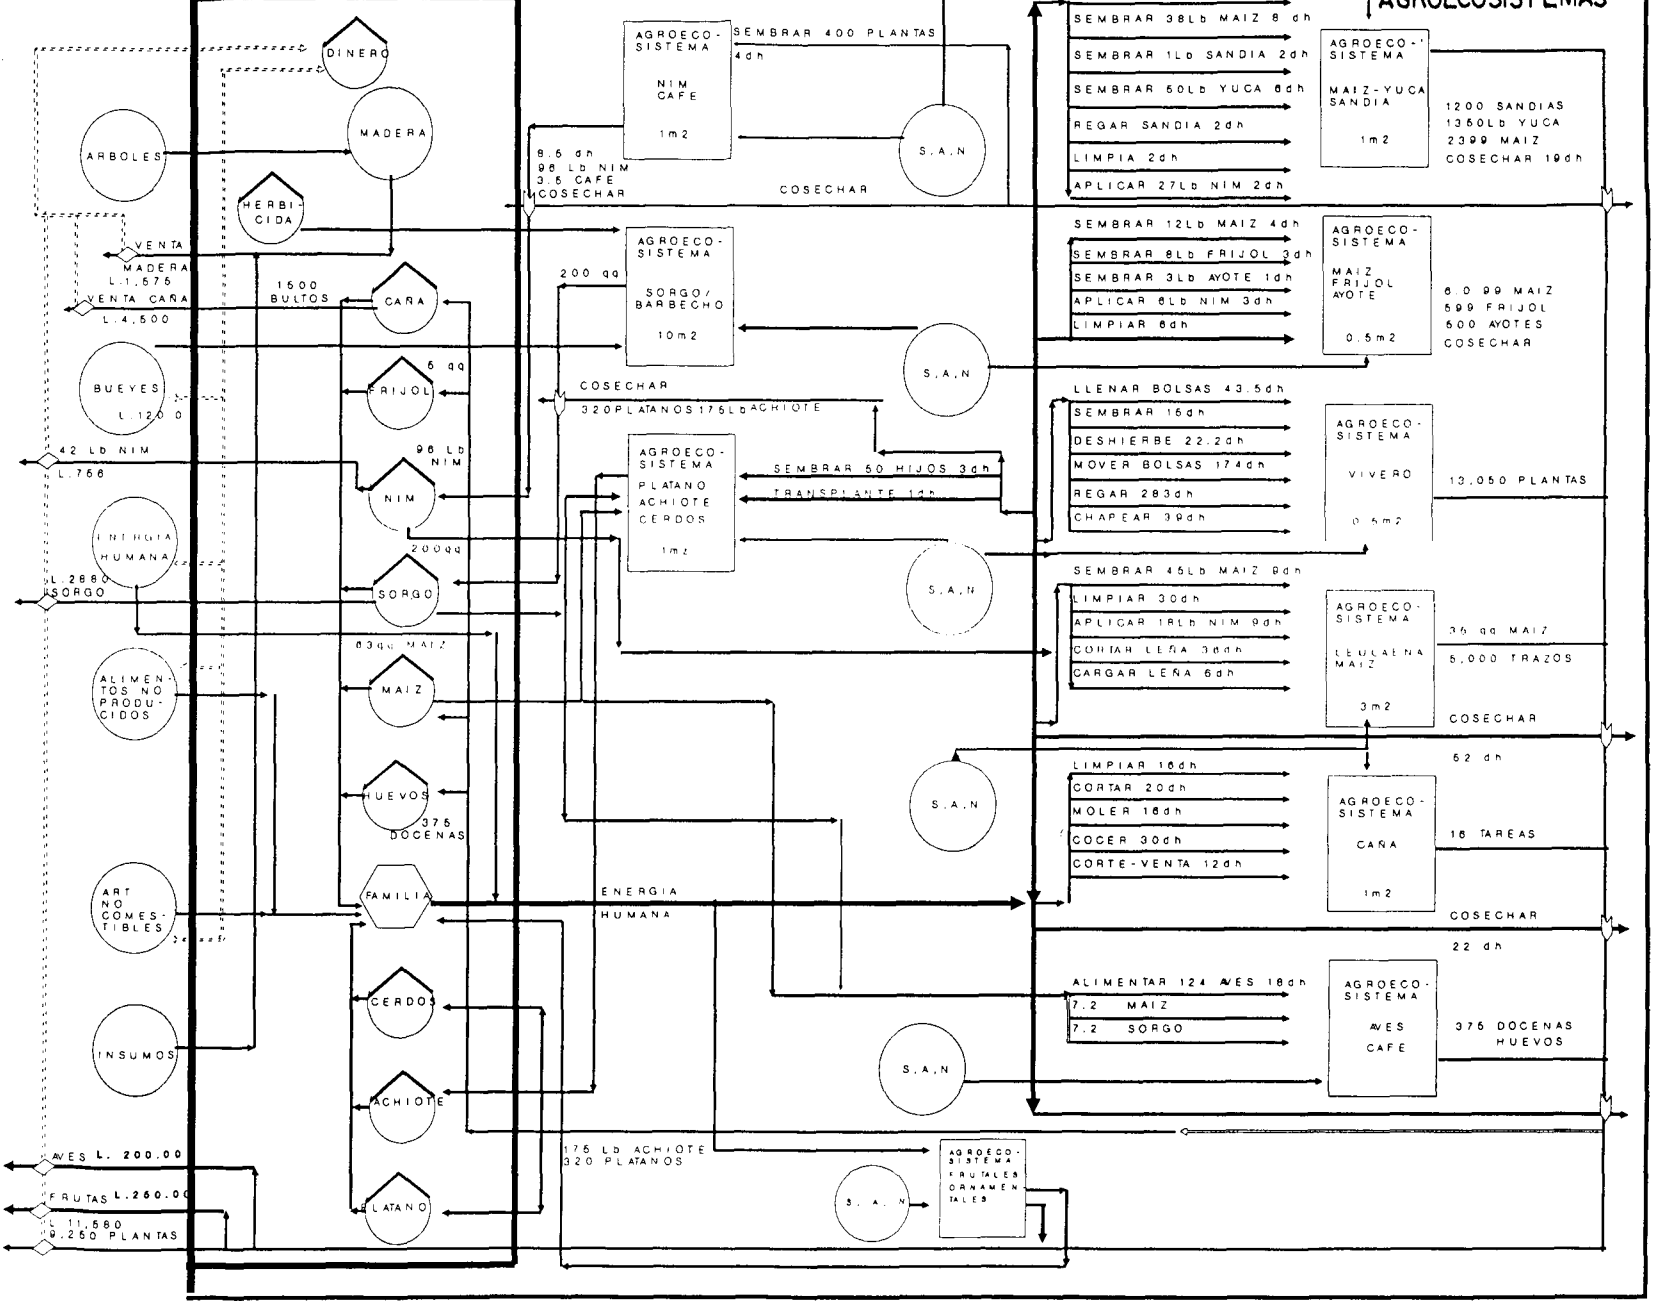 AGROECOSISTEMAS
DINERO
MADERA
ARBOLES
HERBI-
CIDA
VENTA
MADERA
L.1,575
VENTA CAÑA
L.4,500
1500
BULTOS
CAÑA
BUEYES
L.1200
5 qq
FRIJOL
42 Lb NIM
L.756
96 Lb
NIM
NIM
ENERGIA
HUMANA
200qq
L.2880
SORGO
SORGO
63qq MAIZ
ALIMEN-
TOS NO
PRODU-
CIDOS
MAIZ
HUEVOS
375
DOCENAS
ART
NO
COMES-
TIBLES
FAMILIA
ENERGIA
HUMANA
CERDOS
INSUMOS
ACHIOTE
AVES L. 200.00
FRUTAS L.260.00
L 11,580
9.250 PLANTAS
PLATANO
175 Lb ACHIOTE
320 PLATANOS
AGROECO-
SISTEMA
NIM
CAFE
1m2
SEMBRAR 400 PLANTAS
4dh
8.5 dh
96 Lb NIM
3.5 CAFE
COSECHAR
COSECHAR
S,A,N
AGROECO-
SISTEMA
SORGO/
BARBECHO
10m2
200 qq
S,A,N
COSECHAR
320PLATANOS175LbACHIOTE
AGROECO-
SISTEMA
PLATANO
ACHIOTE
CERDOS
1m2
SEMBRAR 50 HIJOS 3dh
TRANSPLANTE 1dh
S,A,N
S,A,N
S,A,N
S,A,N
AGROECO-
SISTEMA
FRUTALES
ORNAMEN
TALES
SEMBRAR 38Lb MAIZ 8 dh
SEMBRAR 1Lb SANDIA 2dh
SEMBRAR 50Lb YUCA 6dh
REGAR SANDIA 2dh
LIMPIA 2dh
APLICAR 27Lb NIM 2dh
AGROECO-
SISTEMA
MAIZ-YUCA
SANDIA
1m2
1200 SANDIAS
1350Lb YUCA
2399 MAIZ
COSECHAR 19dh
SEMBRAR 12Lb MAIZ 4dh
SEMBRAR 8Lb FRIJOL 3dh
SEMBRAR 3Lb AYOTE 1dh
APLICAR 6Lb NIM 3dh
LIMPIAR 6dh
AGROECO-
SISTEMA
MAIZ
FRIJOL
AYOTE
0.5m2
6.0 99 MAIZ
599 FRIJOL
500 AYOTES
COSECHAR
LLENAR BOLSAS 43.5dh
SEMBRAR 15dh
DESHIERBE 22.2dh
MOVER BOLSAS 174dh
REGAR 283dh
CHAPEAR 39dh
AGROECO-
SISTEMA
VIVERO
0.5m2
13,050 PLANTAS
SEMBRAR 45Lb MAIZ 9dh
LIMPIAR 30dh
APLICAR 18Lb NIM 9dh
CORTAR LEÑA 36dh
CARGAR LEÑA 6dh
AGROECO-
SISTEMA
LEUCAENA
MAIZ
3m2
35 qq MAIZ
5,000 TRAZOS
COSECHAR
52 dh
LIMPIAR 16dh
CORTAR 20dh
MOLER 16dh
COCER 30dh
CORTE-VENTA 12dh
AGROECO-
SISTEMA
CAÑA
1m2
16 TAREAS
COSECHAR
22 dh
ALIMENTAR 124 AVES 18dh
7.2 MAIZ
7.2 SORGO
AGROECO-
SISTEMA
AVES
CAFE
375 DOCENAS
HUEVOS